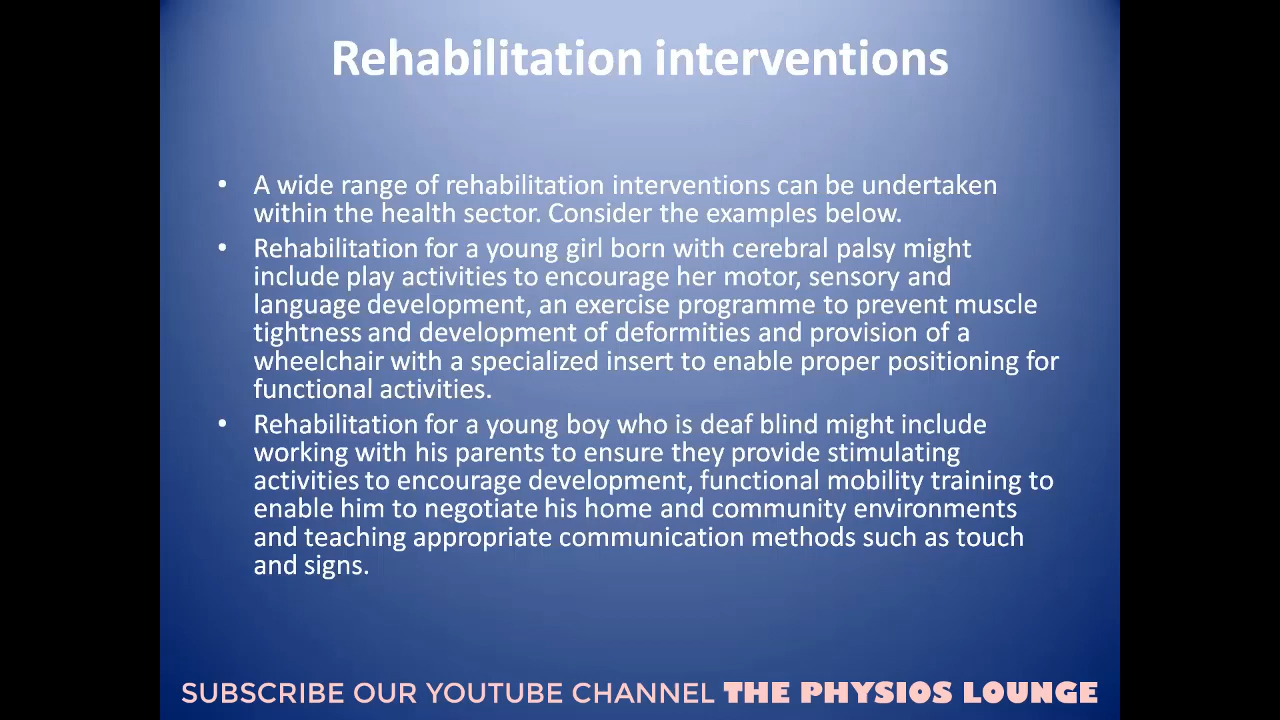 Rehabilitation interventions
• A wide range of rehabilitation interventions can be undertaken
within the health sector. Consider the examples below.
• Rehabilitation for a young girl born with cerebral palsy might
include play activities to encourage her motor, sensory and
language development, an exercise programme to prevent muscle
tightness and development of deformities and provision of a
wheelchair with a specialized insert to enable proper positioning for
functional activities.
• Rehabilitation for a young boy who is deaf blind might include
working with his parents to ensure they provide stimulating
activities to encourage development, functional mobility training to
enable him to negotiate his home and community environments
and teaching appropriate communication methods such as touch
and signs.
SUBSCRIBE OUR YOUTUBE CHANNEL THE PHYSIOS LOUNGE